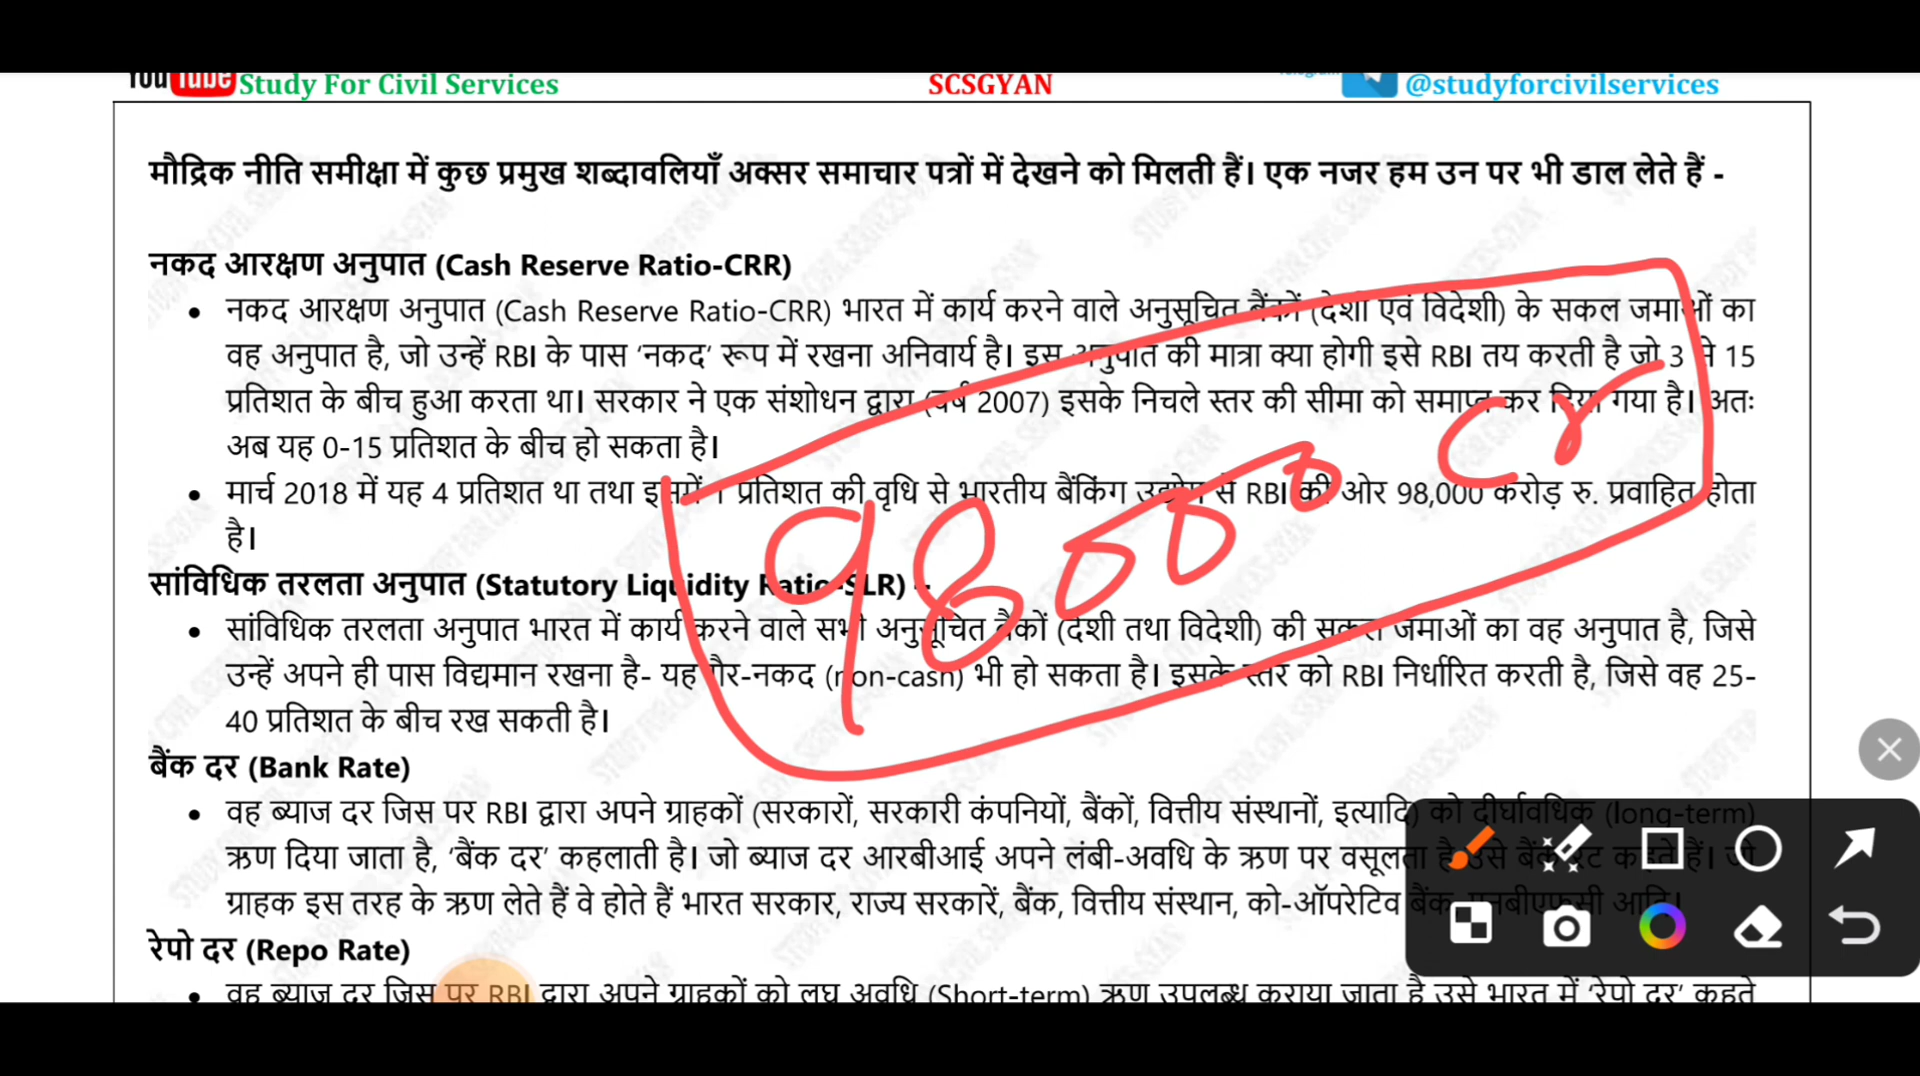 YouTube Study For Civil Services SCSGYAN @studyforcivilservices
मौद्रिक नीति समीक्षा में कुछ प्रमुख शब्दावलियाँ अक्सर समाचार पत्रों में देखने को मिलती हैं। एक नजर हम उन पर भी डाल लेते हैं -
नकद आरक्षण अनुपात (Cash Reserve Ratio-CRR)
• नकद आरक्षण अनुपात (Cash Reserve Ratio-CRR) भारत में कार्य करने वाले अनुसूचित बैंकों (देशी एवं विदेशी) के सकल जमाओं का
वह अनुपात है, जो उन्हें RBI के पास ‘नकद’ रूप में रखना अनिवार्य है। इस अनुपात की मात्रा क्या होगी इसे RBI तय करती है जो 3 से 15
प्रतिशत के बीच हुआ करता था। सरकार ने एक संशोधन द्वारा (वर्ष 2007) इसके निचले स्तर की सीमा को समाप्त कर दिया गया है। अतः
अब यह 0-15 प्रतिशत के बीच हो सकता है।
• मार्च 2018 में यह 4 प्रतिशत था तथा इसमें 1 प्रतिशत की वृधि से भारतीय बैंकिंग उद्योग से RBI की ओर 98,000 करोड़ रु. प्रवाहित होता
है।
98000 cr
सांविधिक तरलता अनुपात (Statutory Liquidity Ratio-SLR) -
• सांविधिक तरलता अनुपात भारत में कार्य करने वाले सभी अनुसूचित बैंकों (देशी तथा विदेशी) की सकल जमाओं का वह अनुपात है, जिसे
उन्हें अपने ही पास विद्यमान रखना है- यह गैर-नकद (non-cash) भी हो सकता है। इसके स्तर को RBI निर्धारित करती है, जिसे वह 25-
40 प्रतिशत के बीच रख सकती है।
बैंक दर (Bank Rate)
• वह ब्याज दर जिस पर RBI द्वारा अपने ग्राहकों (सरकारों, सरकारी कंपनियों, बैंकों, वित्तीय संस्थानों, इत्यादि) को दीर्घावधिक (long-term)
ऋण दिया जाता है, ‘बैंक दर’ कहलाती है। जो ब्याज दर आरबीआई अपने लंबी-अवधि के ऋण पर वसूलता है उसे बैंक रेट कहते हैं। जो
ग्राहक इस तरह के ऋण लेते हैं वे होते हैं भारत सरकार, राज्य सरकारें, बैंक, वित्तीय संस्थान, को-ऑपरेटिव बैंक, एनबीएफसी आदि।
रेपो दर (Repo Rate)
• वह ब्याज दर जिस पर RBI द्वारा अपने ग्राहकों को लघु अवधि (Short-term) ऋण उपलब्ध कराया जाता है उसे भारत में ‘रेपो दर’ कहते